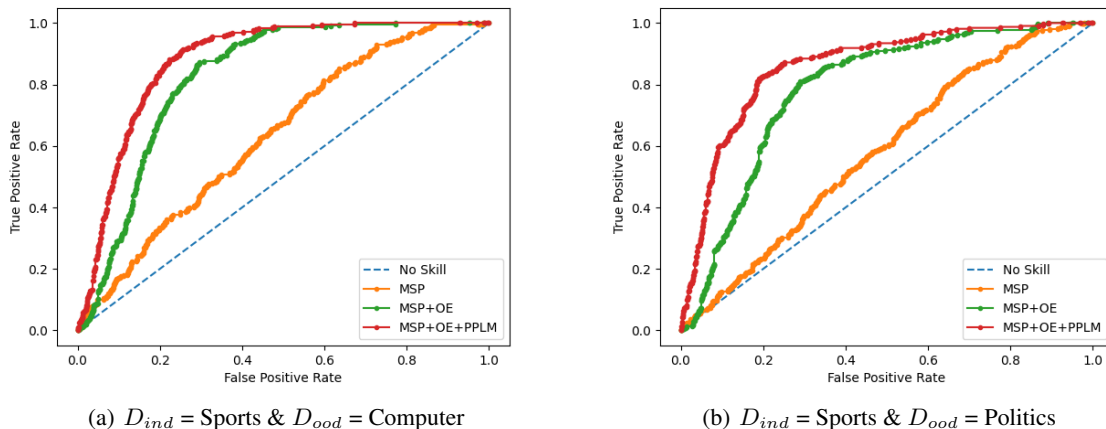 1.0
0.8
0.6
0.4
0.2
0.0
True Positive Rate
No Skill
MSP
MSP+OE
MSP+OE+PPLM
0.0 0.2 0.4 0.6 0.8 1.0
False Positive Rate
(a) D_ind = Sports & D_ood = Computer
1.0
0.8
0.6
0.4
0.2
0.0
True Positive Rate
No Skill
MSP
MSP+OE
MSP+OE+PPLM
0.0 0.2 0.4 0.6 0.8 1.0
False Positive Rate
(b) D_ind = Sports & D_ood = Politics